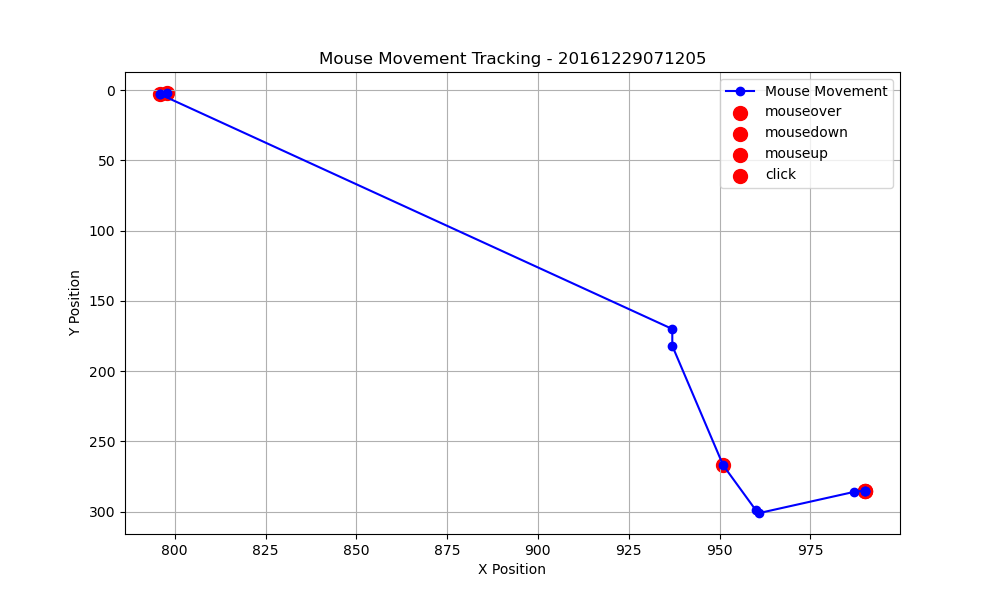 Mouse Movement Tracking - 20161229071205
Mouse Movement
mouseover
mousedown
mouseup
click
0
50
100
150
200
250
300
Y Position
800
825
850
875
900
925
950
975
X Position